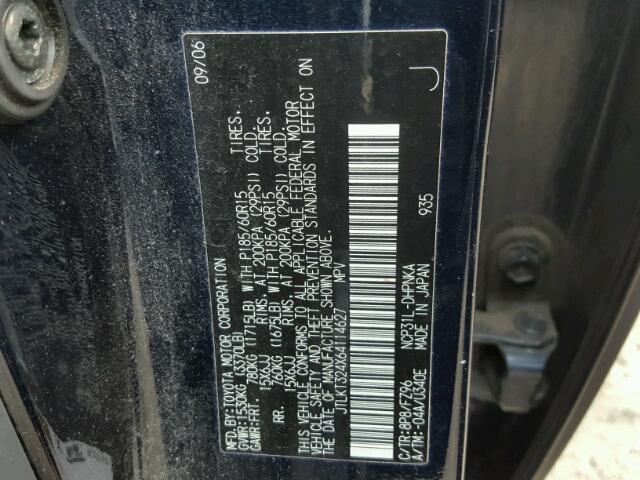 MFD. BY: TOYOTA MOTOR CORPORATION 09/06
GVWR: 1530KG (3370LB)
GAWR: FRT. 780KG (1715LB) WITH P185/60R15 TIRES.
15X6JJ RIMS. AT 200KPA (29PSI) COLD.
RR. 760KG (1675LB) WITH P185/60R15 TIRES.
15X6JJ RIMS. AT 200KPA (29PSI) COLD.
THIS VEHICLE CONFORMS TO ALL APPLICABLE FEDERAL MOTOR
VEHICLE SAFETY AND THEFT PREVENTION STANDARDS IN EFFECT ON
THE DATE OF MANUFACTURE SHOWN ABOVE.
JTLKT324X64114627 MPV J
935
C/TR: 8P8/FZ96 NCP31L-DHPNKA
A/TM: -04A/U340E MADE IN JAPAN